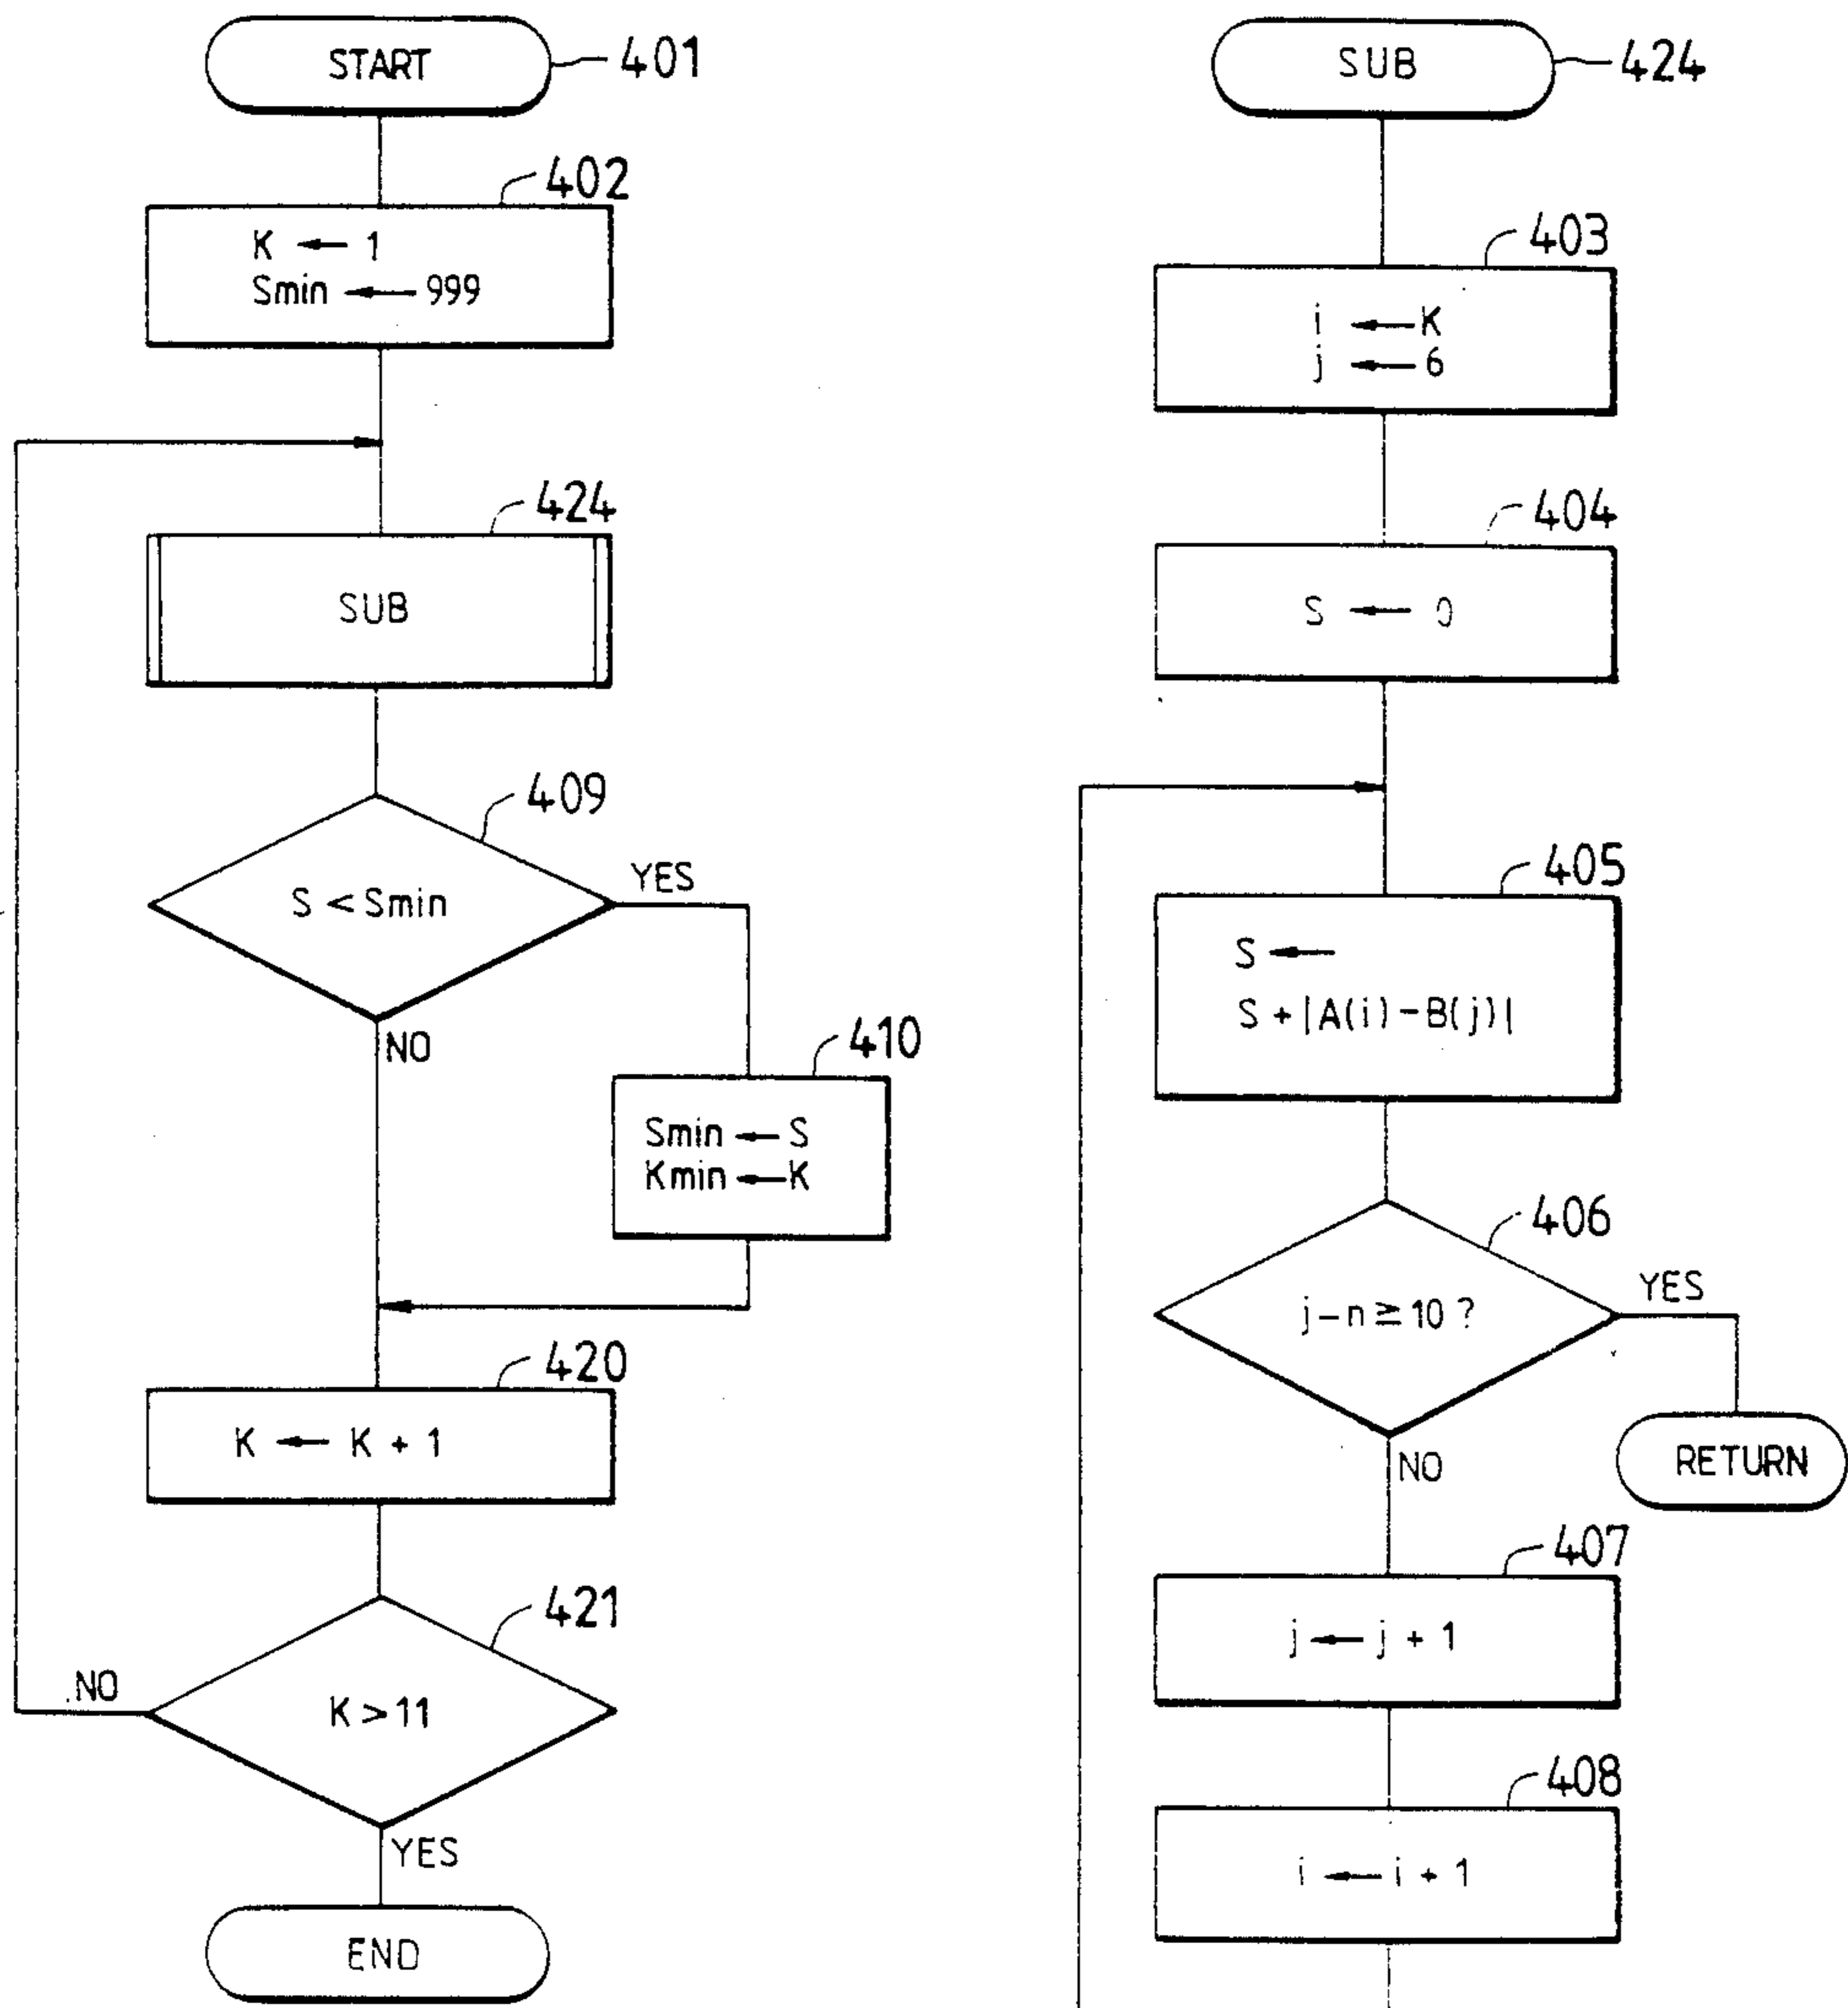 START
401
402
K ← 1
Smin ← 999
424
SUB
409
S < Smin
YES
NO
410
Smin ← S
Kmin ← K
420
K ← K + 1
421
K > 11
NO
YES
END
SUB
424
403
i ← K
j ← 6
404
S ← 0
405
S ←
S + |A(i) − B(j)|
406
j − n ≧ 10 ?
YES
RETURN
NO
407
j ← j + 1
408
i ← i + 1